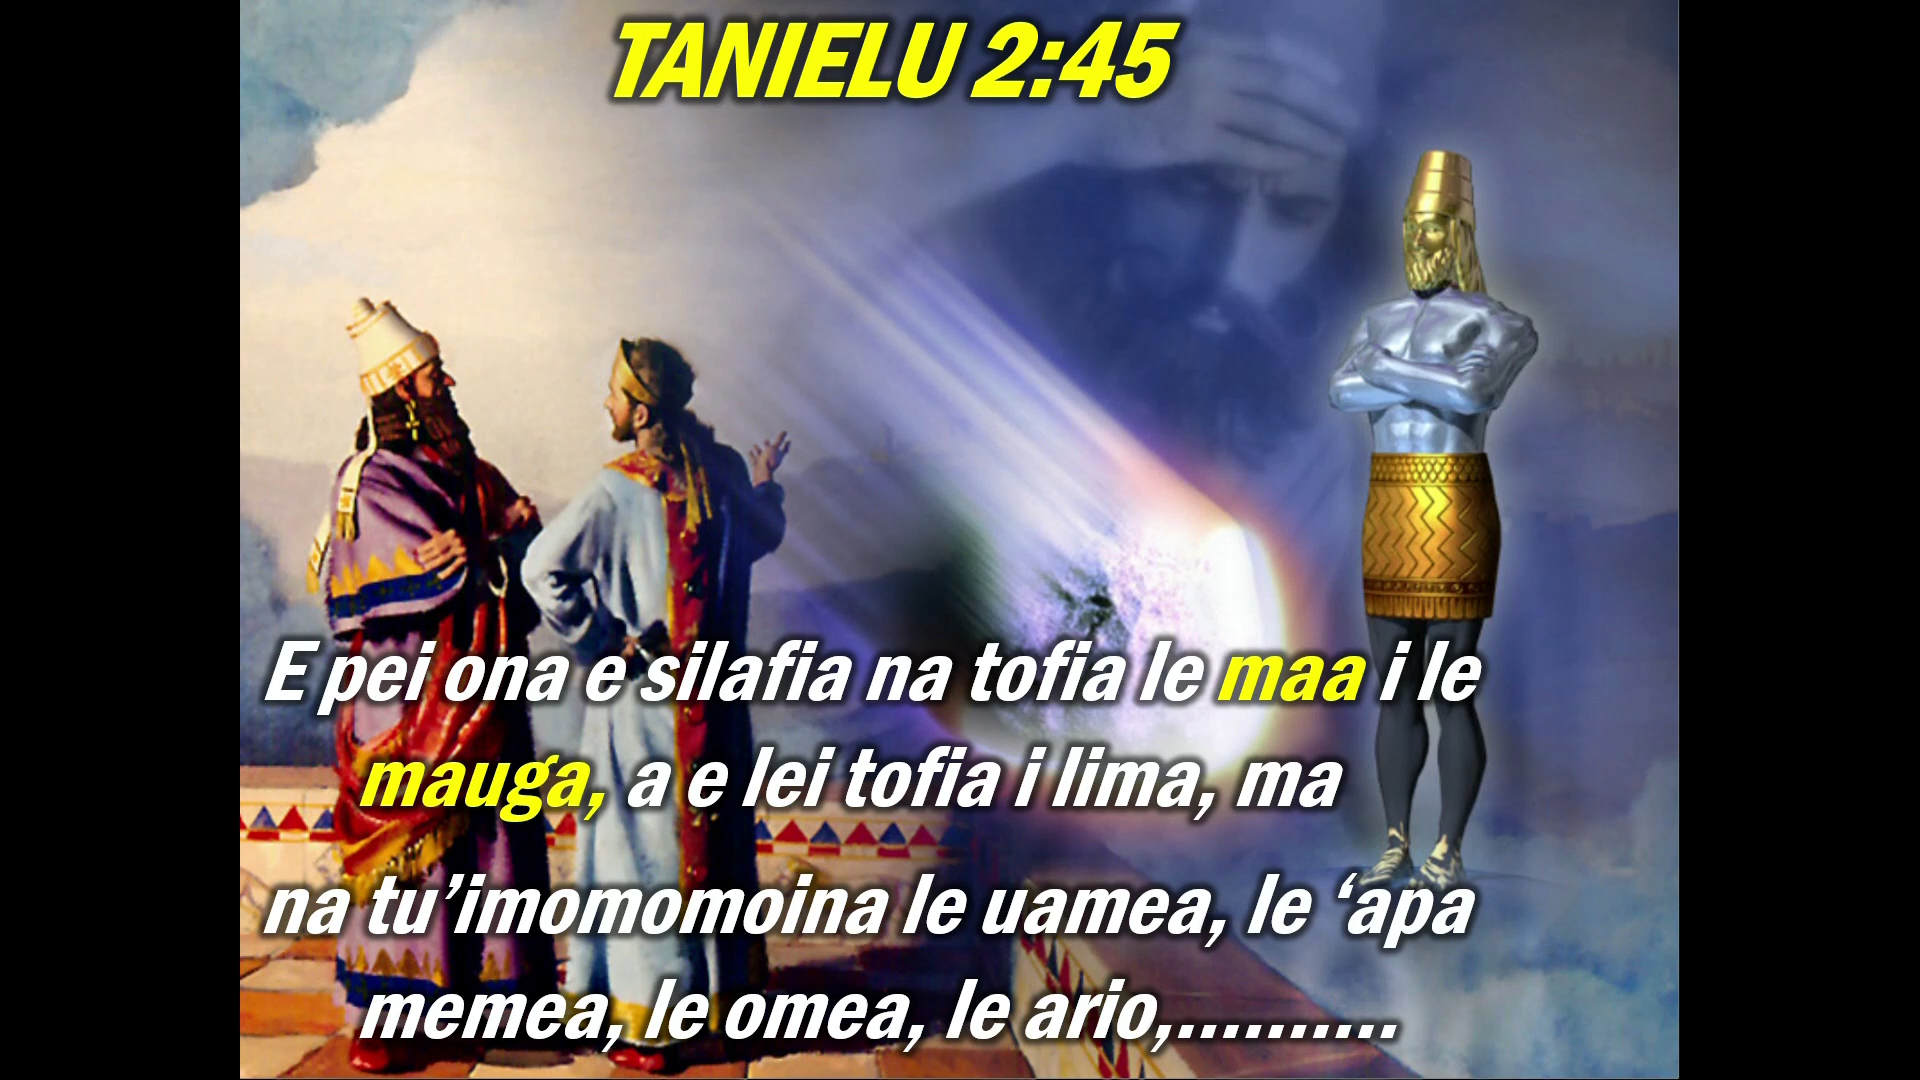 TANIELU 2:45
E pei ona e silafia na tofia le maa i le
mauga, a e lei tofia i lima, ma
na tu’imomomoina le uamea, le ‘apa
memea, le omea, le ario,..........